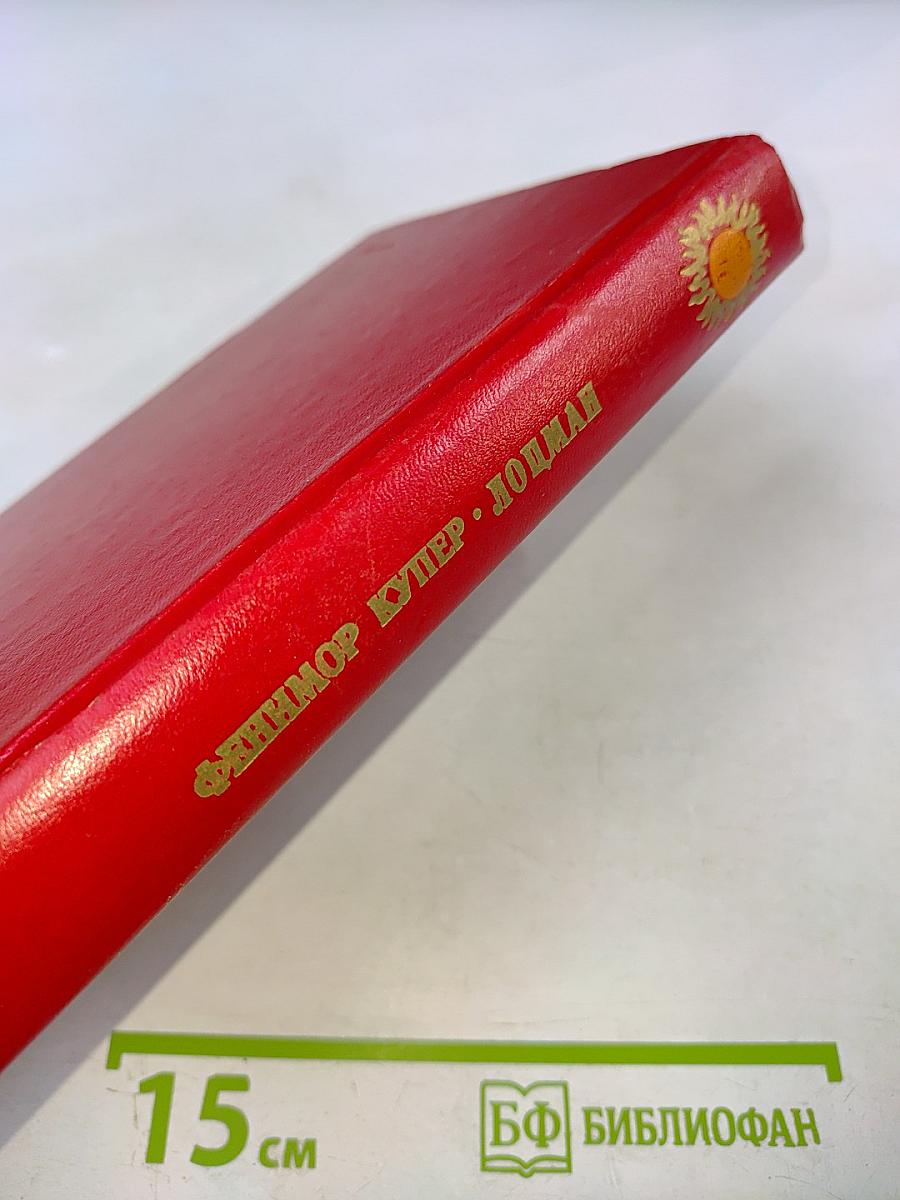 ФЕНИМОР КУПЕР · ЛОЦМАН
15 см
БФ БИБЛИОФАН